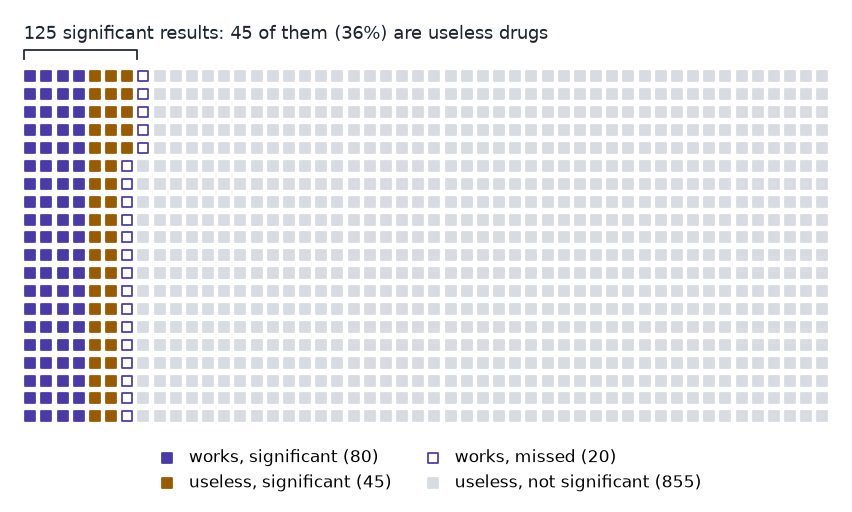 125 significant results: 45 of them (36%) are useless drugs
works, significant (80)
works, missed (20)
useless, significant (45)
useless, not significant (855)